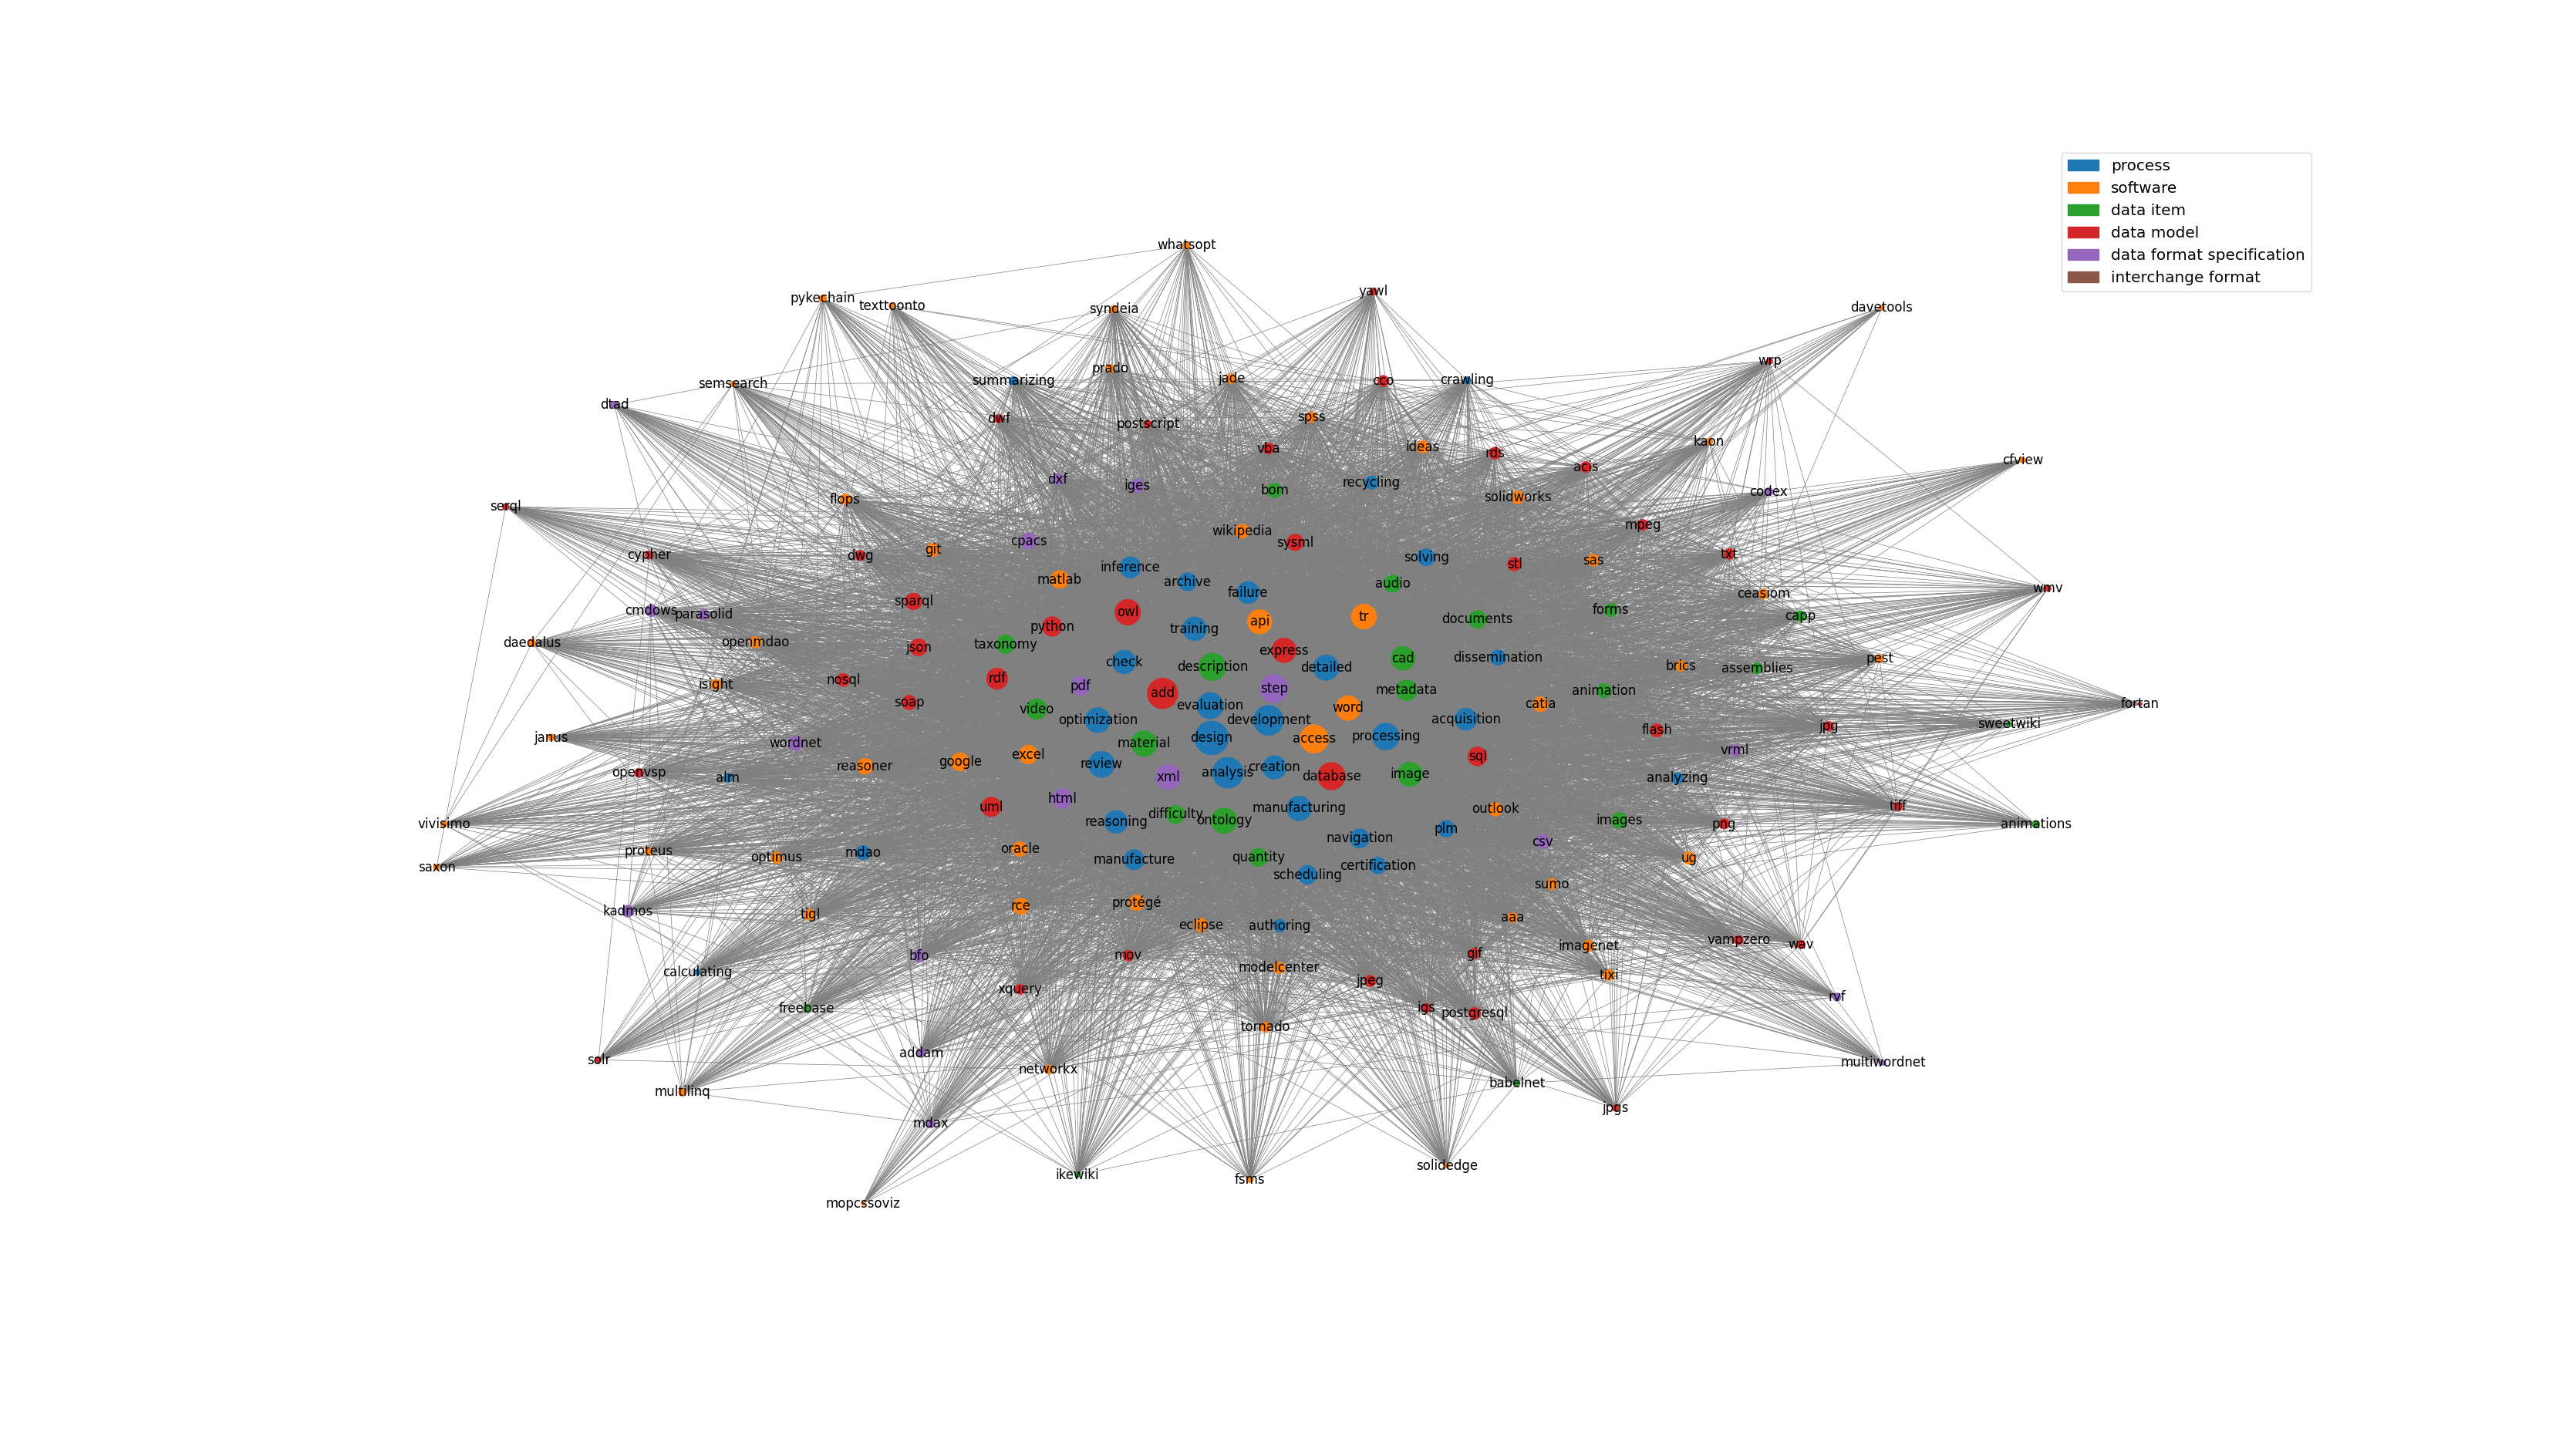 process
software
data item
data model
data format specification
interchange format
whatsopt
yawl
pykechain
texttoonto
syndeia
davetools
wrp
prado
jade
summarizing
cco
crawling
semsearch
dtad
dwf
postscript
spss
kaon
vba
ideas
rds
cfview
acis
dxf
iges
bom
recycling
codex
flops
solidworks
serql
mpeg
wikipedia
cpacs
sysml
git
cypher
dwg
solving
txt
inference
stl
sas
matlab
archive
audio
failure
wmv
ceasiom
sparql
cmdows
parasolid
owl
forms
tr
capp
documents
api
python
training
daedalus
openmdao
taxonomy
json
express
dissemination
pest
check
description
detailed
cad
brics
assemblies
nosql
rdf
isight
pdf
step
metadata
animation
add
soap
video
evaluation
word
catia
fortan
optimization
development
acquisition
sweetwiki
jpg
flash
janus
wordnet
material
design
access
processing
vrml
excel
sql
google
reasoner
review
creation
openvsp
alm
xml
analysis
database
image
analyzing
html
uml
manufacturing
outlook
tiff
difficulty
vivisimo
reasoning
ontology
images
png
animations
plm
navigation
csv
proteus
oracle
mdao
optimus
manufacture
quantity
ug
saxon
certification
scheduling
sumo
protégé
rce
kadmos
tigl
aaa
eclipse
authoring
vampzero
wav
imagenet
bfo
mov
gif
modelcenter
calculating
tixi
jpeg
xquery
rvf
freebase
igs
postgresql
tornado
addam
solr
multiwordnet
networkx
babelnet
multilinq
jpgs
mdax
solidedge
ikewiki
fsms
mopcssoviz